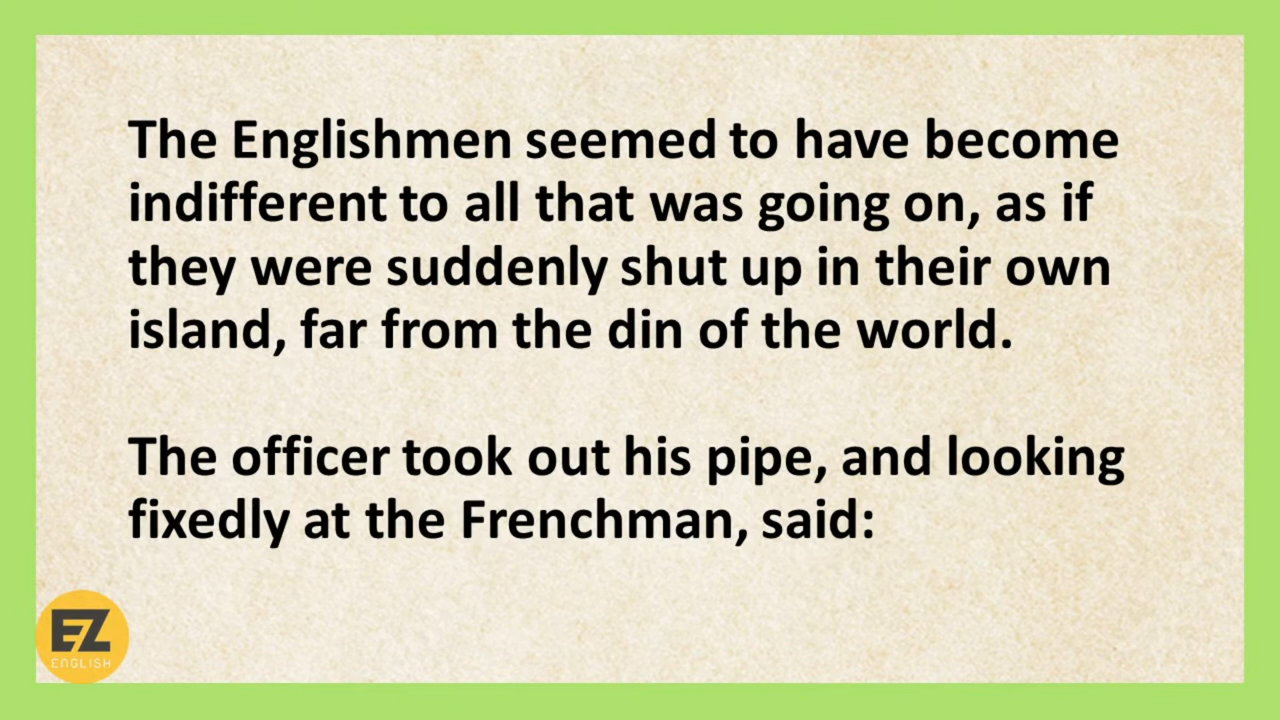 The Englishmen seemed to have become
indifferent to all that was going on, as if
they were suddenly shut up in their own
island, far from the din of the world.
The officer took out his pipe, and looking
fixedly at the Frenchman, said:
EZ
ENGLISH